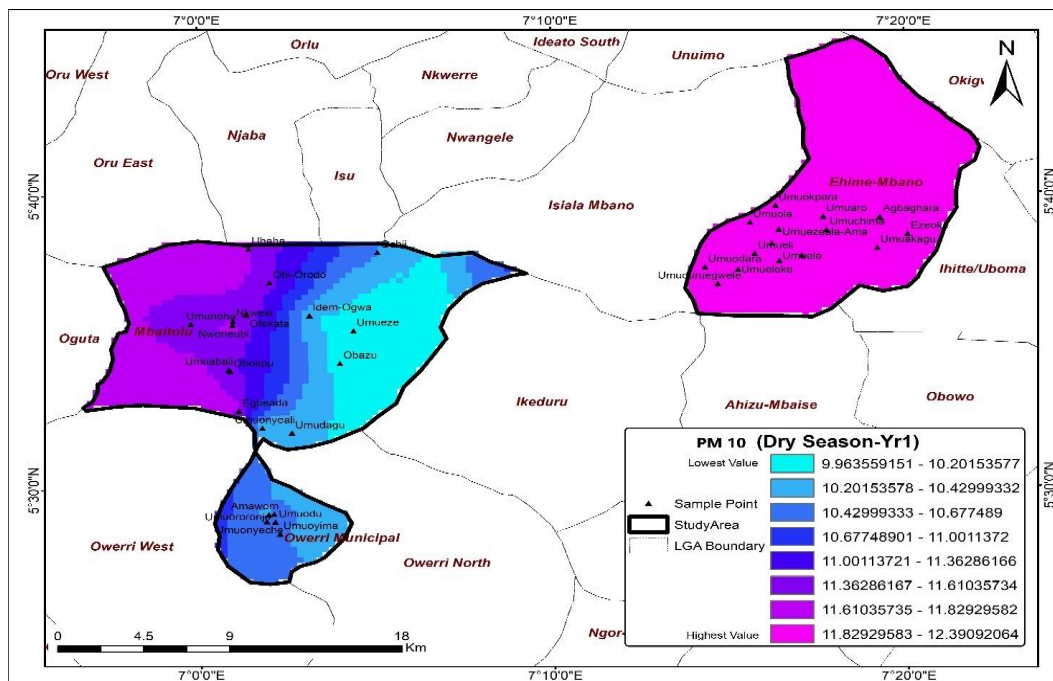 7°0'0"E
7°10'0"E
7°20'0"E
Orlu
Ideato South
Unuimo
N
Oru West
Nkwerre
Okigw
Njaba
Nwangele
Oru East
Isu
Isiala Mbano
Ehime-Mbano
5°40'0"N
5°40'0"N
Umuokpara
Umuola
Umuaro
Agbaghara
Umuchima
Ezeoke
Umuezeala-Ama
Umuakagu
Umueli
Umuodara
Umuele
Umuoloko
Ihitte/Uboma
Ubaha
Obi-Orodo
Idem-Ogwa
Umunoha
Nkwesi
Ofekata
Umueze
Oguta
Mbaitolu
Nwoneubi
Obazu
Umuabali
Ogokpu
Ikeduru
Ahizu-Mbaise
Obowo
Egbeada
Umuonyeali
Umudagu
5°30'0"N
5°30'0"N
Amawom
Umuodu
Umuororonjo
Umuoyima
Umuonyeche
Owerri Municipal
Owerri West
Owerri North
Ngor-
PM 10 (Dry Season-Yr1)
Lowest Value
9.963559151 - 10.20153577
10.20153578 - 10.42999332
Sample Point
10.42999333 - 10.677489
StudyArea
10.67748901 - 11.0011372
LGA Boundary
11.00113721 - 11.36286166
11.36286167 - 11.61035734
11.61035735 - 11.82929582
Highest Value
11.82929583 - 12.39092064
0 4.5 9 18
Km
7°0'0"E
7°10'0"E
7°20'0"E